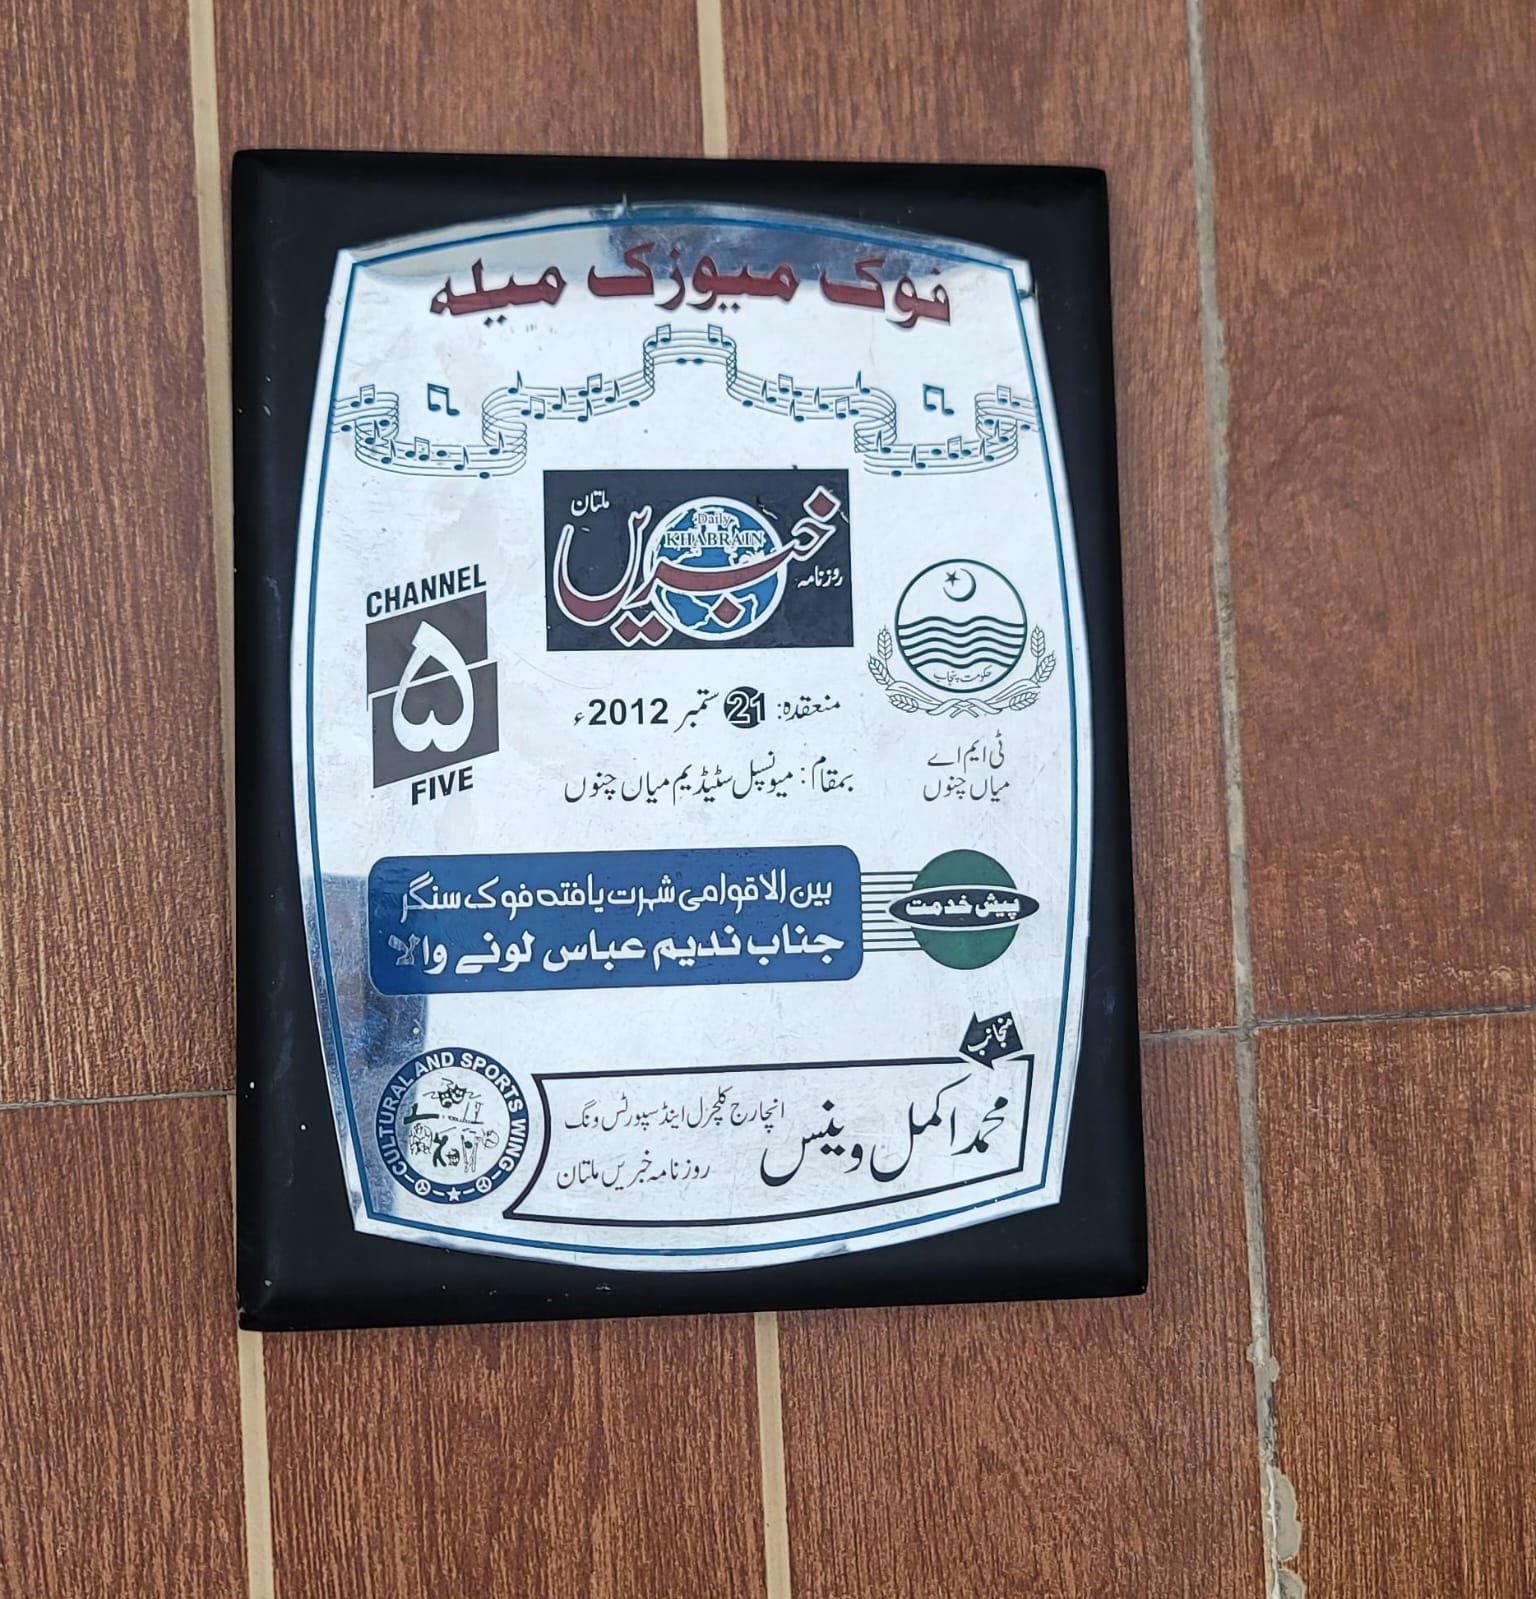 فوک میوزک میلہ
ملتان
خبریں
Daily
KHABRAIN
روزنامہ
CHANNEL
۵
FIVE
حکومت پنجاب
ٹی ایم اے
میاں چنوں
منعقدہ: 21 ستمبر 2012ء
بمقام: میونسپل سٹیڈیم میاں چنوں
پیش خدمت
بین الاقوامی شہرت یافتہ فوک سنگر
جناب ندیم عباس لونے والا
منجانب
محمد اکمل وینس
انچارج کلچرل اینڈ سپورٹس ونگ
روزنامہ خبریں ملتان
CULTURAL AND SPORTS WING